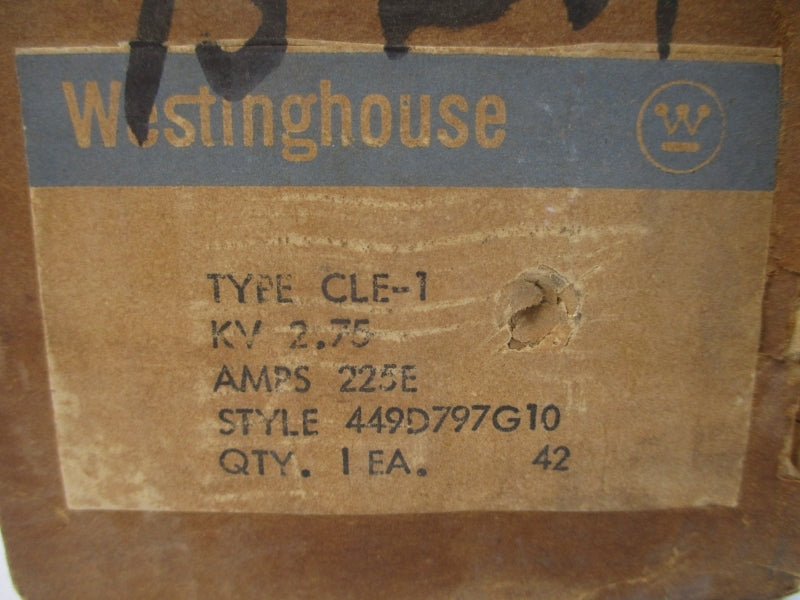 Westinghouse
TYPE CLE-1
KV 2.75
AMPS 225E
STYLE 449D797G10
QTY. 1 EA. 42